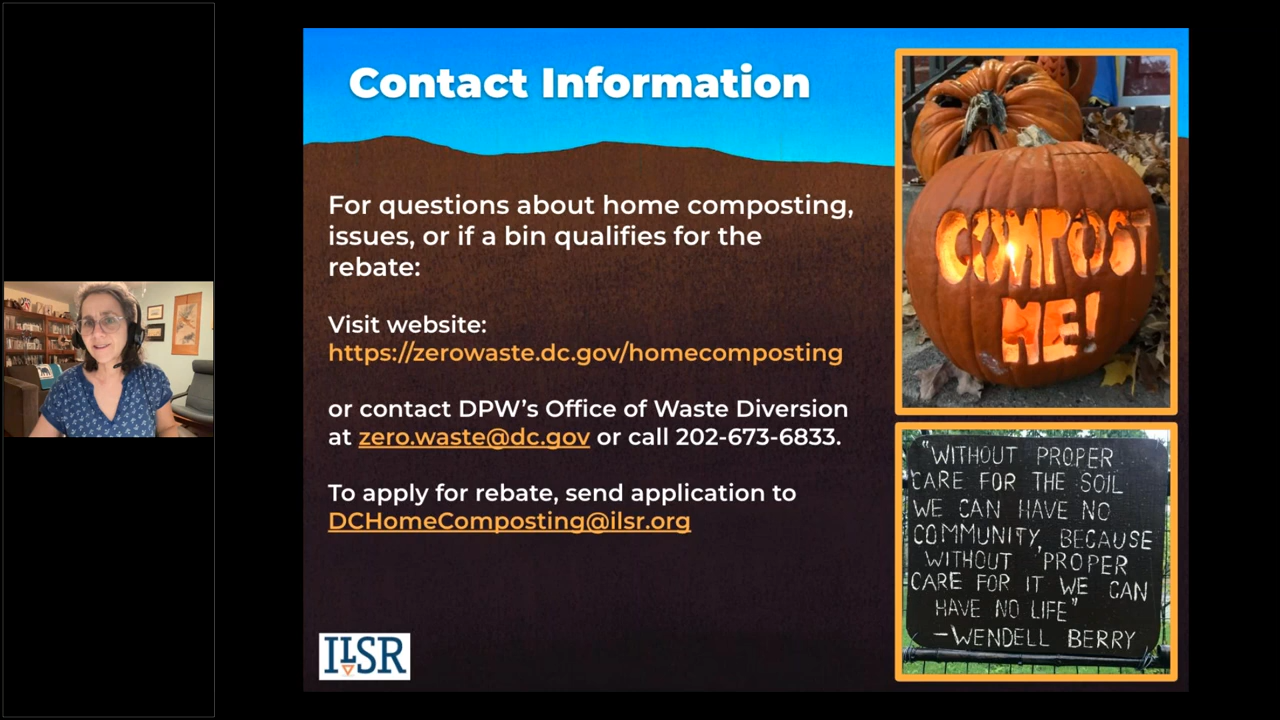 Contact Information
For questions about home composting,
issues, or if a bin qualifies for the
rebate:
Visit website:
https://zerowaste.dc.gov/homecomposting
or contact DPW's Office of Waste Diversion
at zero.waste@dc.gov or call 202-673-6833.
To apply for rebate, send application to
DCHomeComposting@ilsr.org
ILSR
COMPOST
ME!
"WITHOUT PROPER
CARE FOR THE SOIL
WE CAN HAVE NO
COMMUNITY, BECAUSE
WITHOUT PROPER
CARE FOR IT WE CAN
HAVE NO LIFE"
-WENDELL BERRY